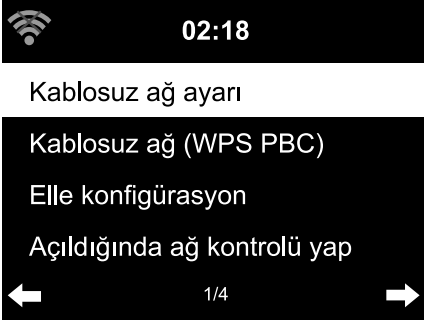 02:18
Kablosuz ağ ayarı
Kablosuz ağ (WPS PBC)
Elle konfigürasyon
Açıldığında ağ kontrolü yap
1/4